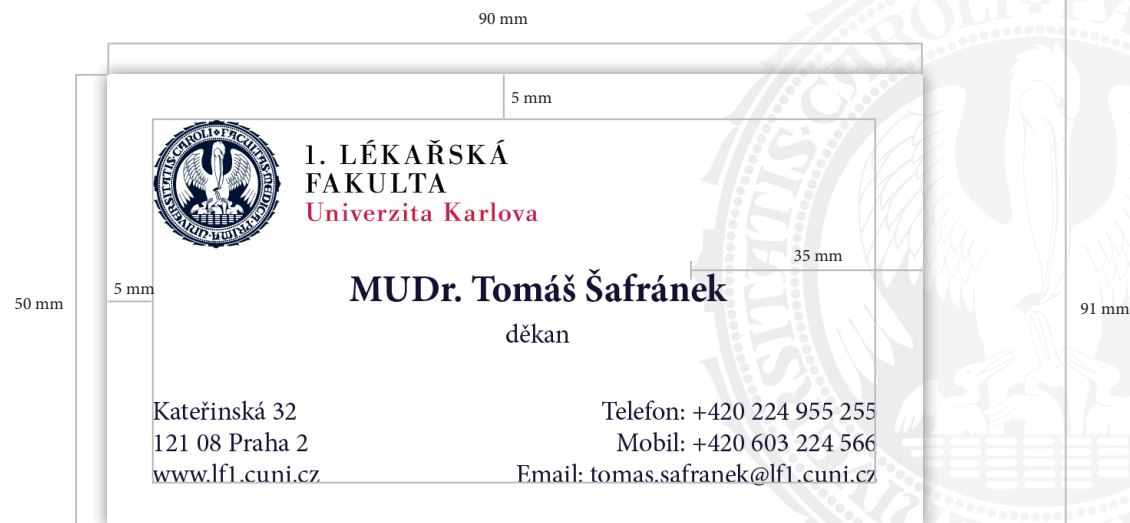 90 mm
5 mm
1. LÉKAŘSKÁ
FAKULTA
Univerzita Karlova
35 mm
5 mm
MUDr. Tomáš Šafránek
50 mm
91 mm
děkan
Kateřinská 32
121 08 Praha 2
www.lf1.cuni.cz
Telefon: +420 224 955 255
Mobil: +420 603 224 566
Email: tomas.safranek@lf1.cuni.cz